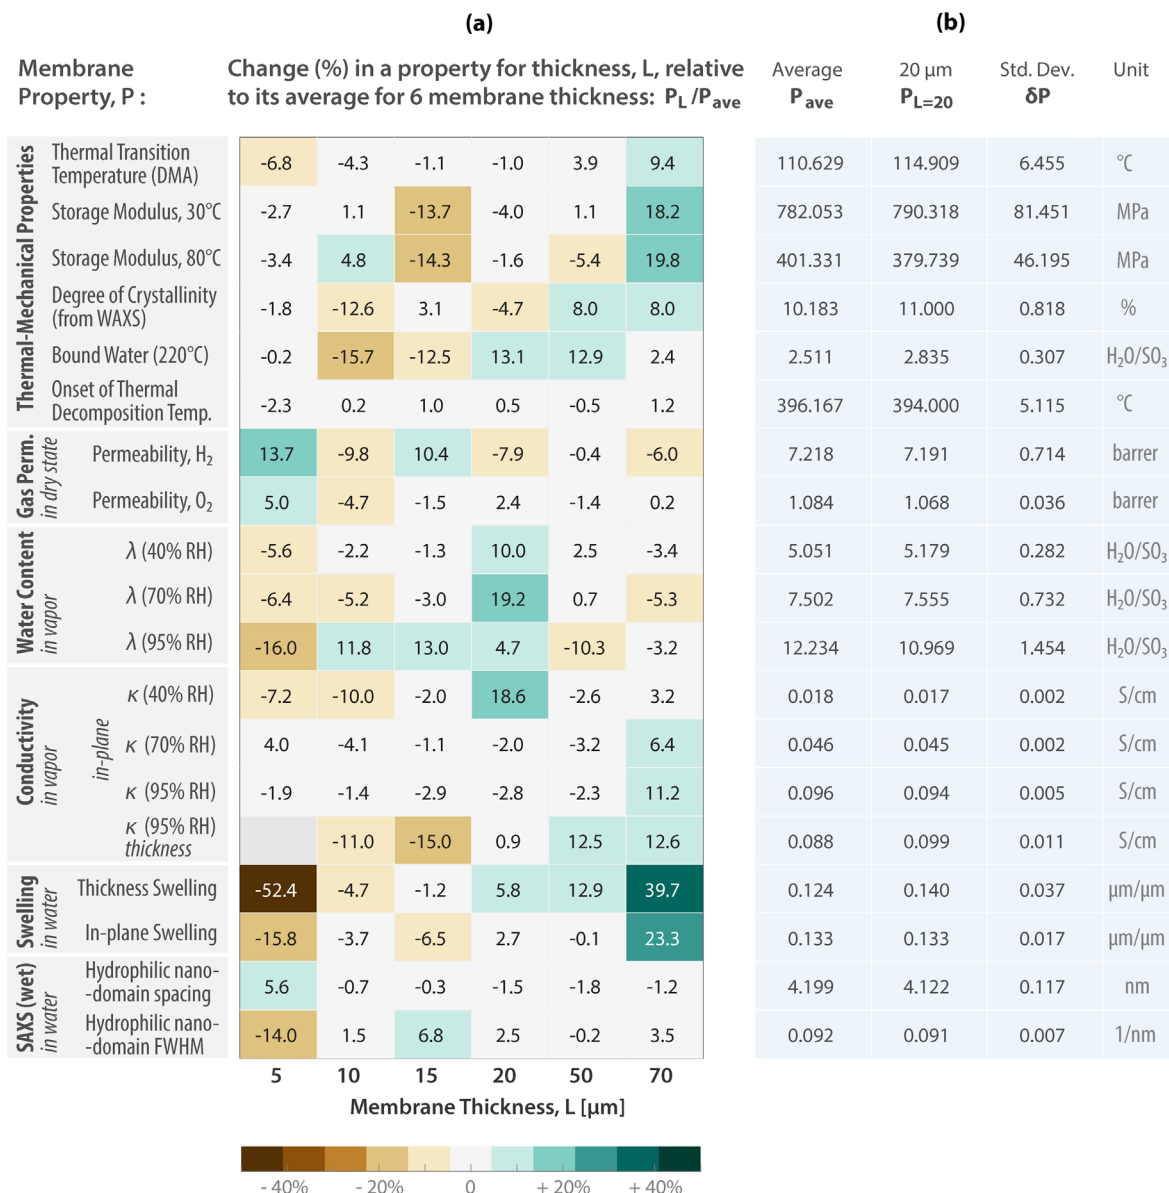 (a)
(b)
Membrane
Property, P :
Change (%) in a property for thickness, L, relative
to its average for 6 membrane thickness: P_L /P_ave
Average
P_ave
20 µm
P_L=20
Std. Dev.
δP
Unit
Thermal-Mechanical Properties
Thermal Transition
Temperature (DMA)
-6.8 -4.3 -1.1 -1.0 3.9 9.4 110.629 114.909 6.455 °C
Storage Modulus, 30°C -2.7 1.1 -13.7 -4.0 1.1 18.2 782.053 790.318 81.451 MPa
Storage Modulus, 80°C -3.4 4.8 -14.3 -1.6 -5.4 19.8 401.331 379.739 46.195 MPa
Degree of Crystallinity
(from WAXS)
-1.8 -12.6 3.1 -4.7 8.0 8.0 10.183 11.000 0.818 %
Bound Water (220°C) -0.2 -15.7 -12.5 13.1 12.9 2.4 2.511 2.835 0.307 H₂O/SO₃
Onset of Thermal
Decomposition Temp.
-2.3 0.2 1.0 0.5 -0.5 1.2 396.167 394.000 5.115 °C
Gas Perm.
in dry state
Permeability, H₂ 13.7 -9.8 10.4 -7.9 -0.4 -6.0 7.218 7.191 0.714 barrer
Permeability, O₂ 5.0 -4.7 -1.5 2.4 -1.4 0.2 1.084 1.068 0.036 barrer
Water Content
in vapor
λ (40% RH) -5.6 -2.2 -1.3 10.0 2.5 -3.4 5.051 5.179 0.282 H₂O/SO₃
λ (70% RH) -6.4 -5.2 -3.0 19.2 0.7 -5.3 7.502 7.555 0.732 H₂O/SO₃
λ (95% RH) -16.0 11.8 13.0 4.7 -10.3 -3.2 12.234 10.969 1.454 H₂O/SO₃
Conductivity
in vapor
in-plane
κ (40% RH) -7.2 -10.0 -2.0 18.6 -2.6 3.2 0.018 0.017 0.002 S/cm
κ (70% RH) 4.0 -4.1 -1.1 -2.0 -3.2 6.4 0.046 0.045 0.002 S/cm
κ (95% RH) -1.9 -1.4 -2.9 -2.8 -2.3 11.2 0.096 0.094 0.005 S/cm
κ (95% RH)
thickness
-11.0 -15.0 0.9 12.5 12.6 0.088 0.099 0.011 S/cm
Swelling
in water
Thickness Swelling -52.4 -4.7 -1.2 5.8 12.9 39.7 0.124 0.140 0.037 µm/µm
In-plane Swelling -15.8 -3.7 -6.5 2.7 -0.1 23.3 0.133 0.133 0.017 µm/µm
SAXS (wet)
in water
Hydrophilic nano-
-domain spacing
5.6 -0.7 -0.3 -1.5 -1.8 -1.2 4.199 4.122 0.117 nm
Hydrophilic nano-
-domain FWHM
-14.0 1.5 6.8 2.5 -0.2 3.5 0.092 0.091 0.007 1/nm
5 10 15 20 50 70
Membrane Thickness, L [µm]
- 40% - 20% 0 + 20% + 40%